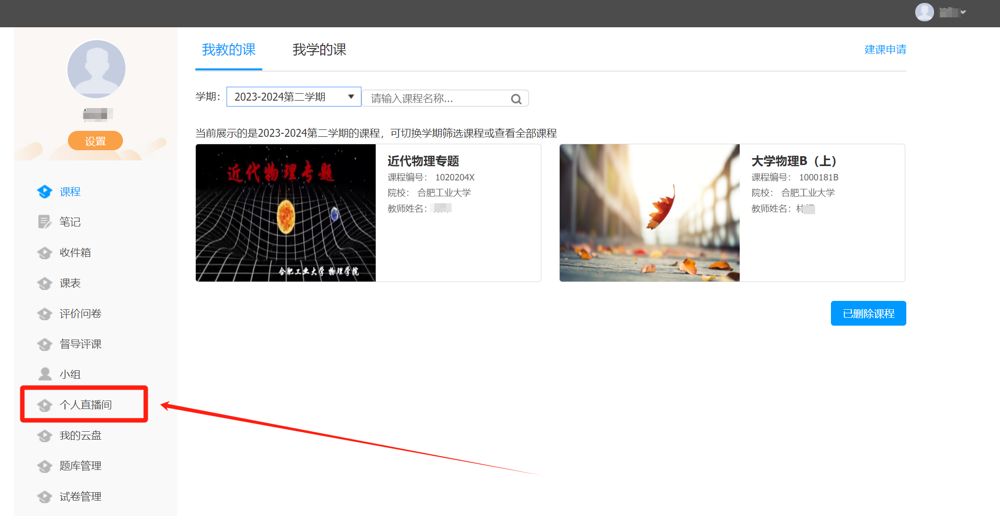 我教的课
我学的课
建课申请
学期：
2023-2024第二学期
请输入课程名称...
设置
当前展示的是2023-2024第二学期的课程，可切换学期筛选课程或查看全部课程
近代物理专题
合肥工业大学 物理学院
近代物理专题
课程编号： 1020204X
院校： 合肥工业大学
教师姓名：
大学物理B（上）
课程编号： 1000181B
院校： 合肥工业大学
教师姓名：
已删除课程
课程
笔记
收件箱
课表
评价问卷
督导评课
小组
个人直播间
我的云盘
题库管理
试卷管理